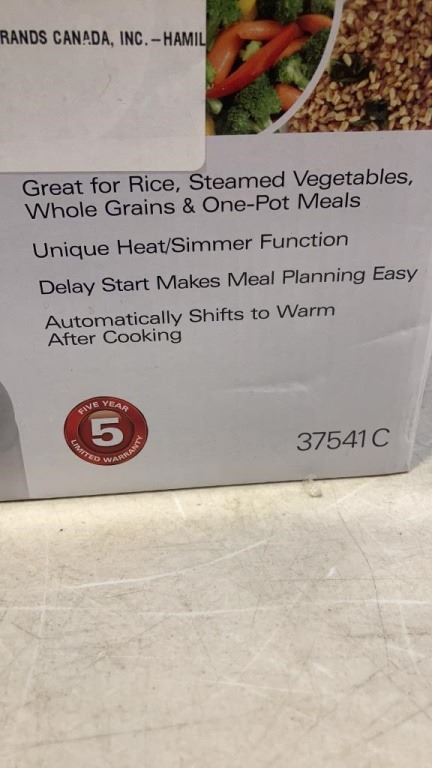 RANDS CANADA, INC. – HAMIL
Great for Rice, Steamed Vegetables,
Whole Grains & One-Pot Meals
Unique Heat/Simmer Function
Delay Start Makes Meal Planning Easy
Automatically Shifts to Warm
After Cooking
FIVE YEAR
5
LIMITED WARRANTY
37541C